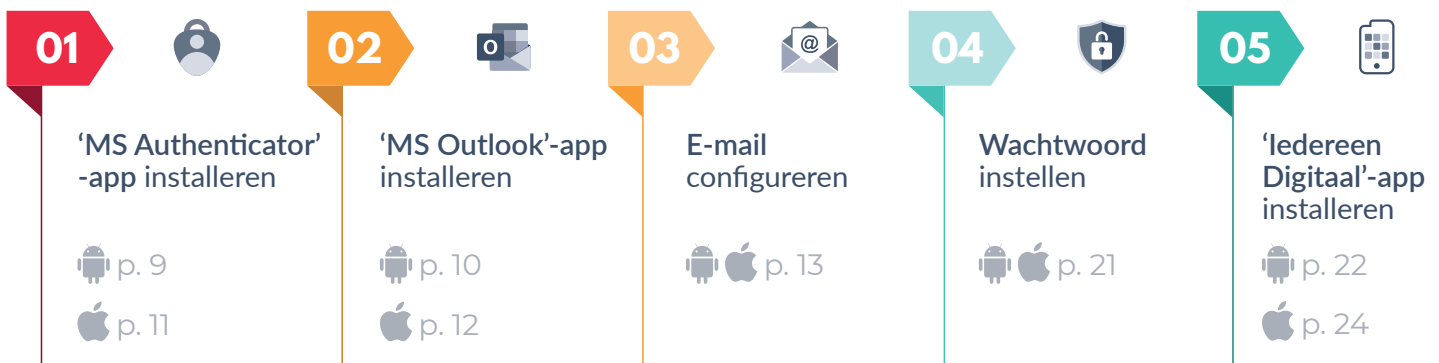 01
‘MS Authenticator’
-app installeren
p. 9
p. 11
02
O
‘MS Outlook’-app
installeren
p. 10
p. 12
03
@
E-mail
configureren
p. 13
04
Wachtwoord
instellen
p. 21
05
‘Iedereen
Digitaal’-app
installeren
p. 22
p. 24